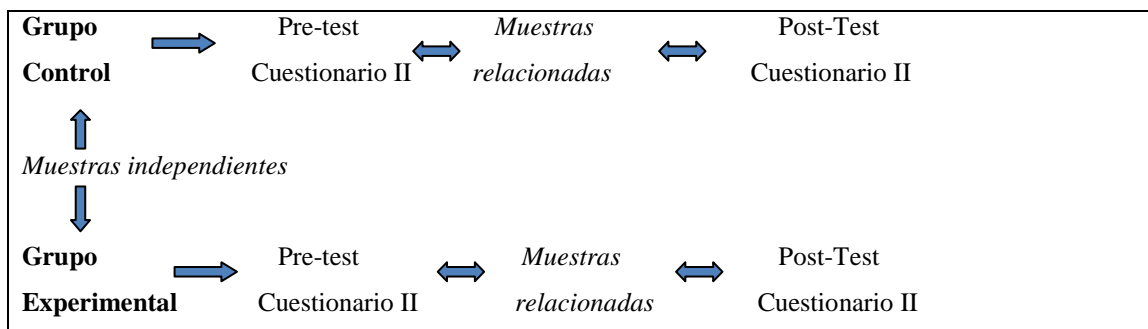 Grupo Pre-test Muestras Post-Test
Control Cuestionario II relacionadas Cuestionario II
Muestras independientes
Grupo Pre-test Muestras Post-Test
Experimental Cuestionario II relacionadas Cuestionario II